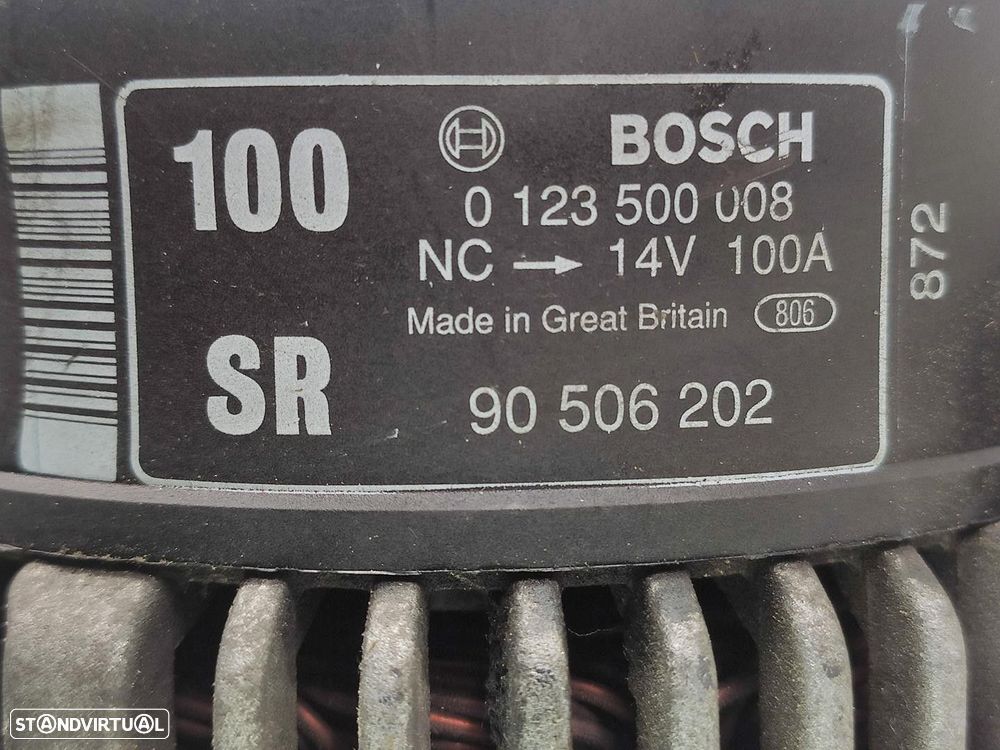 100
BOSCH
0 123 500 008
NC → 14V 100A
Made in Great Britain 806
SR
90 506 202
872
STANDVIRTUAL